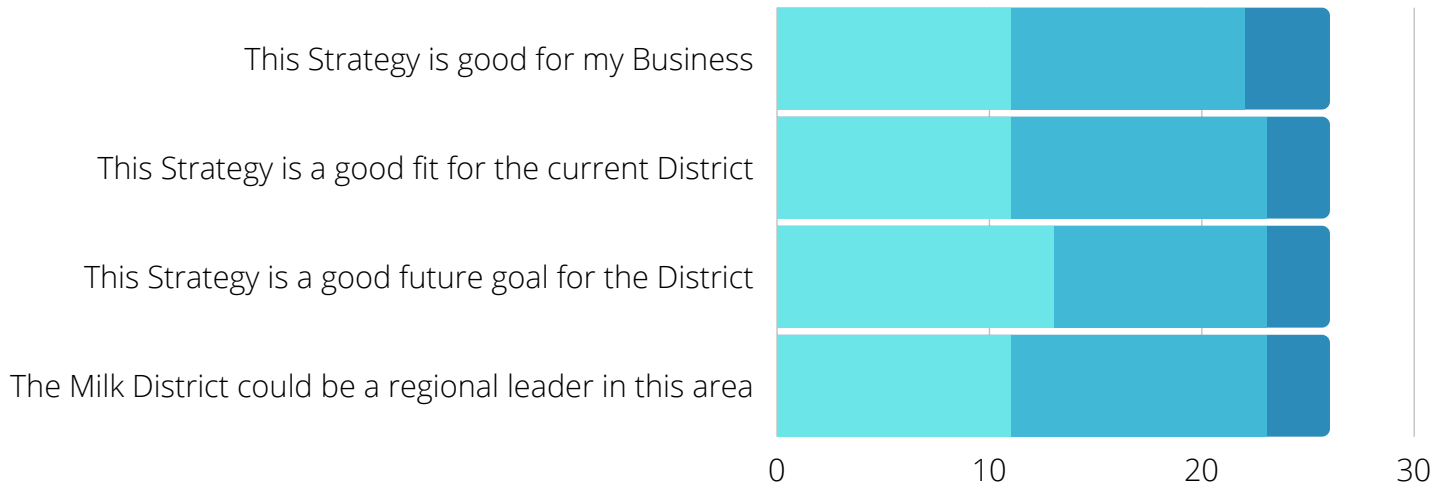 This Strategy is good for my Business
This Strategy is a good fit for the current District
This Strategy is a good future goal for the District
The Milk District could be a regional leader in this area
0 10 20 30